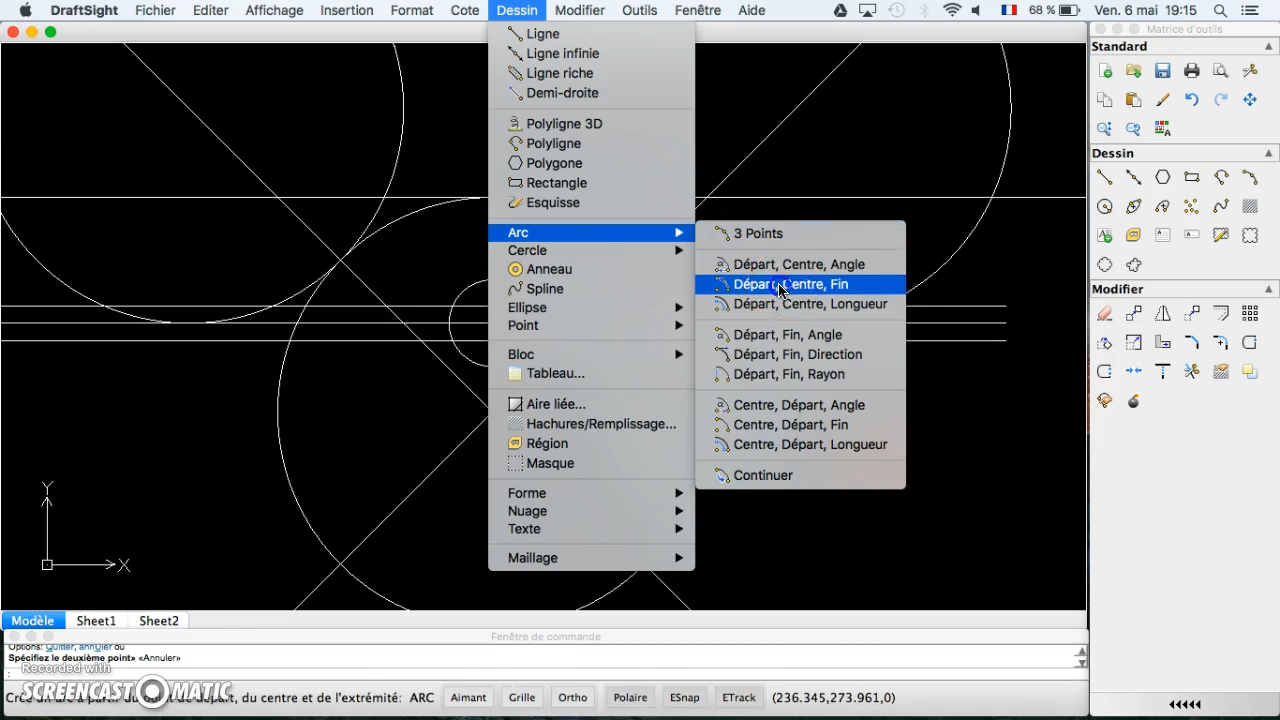 DraftSight Fichier Editer Affichage Insertion Format Cote Dessin Modifier Outils Fenêtre Aide 68 % Ven. 6 mai 19:15
Matrice d'outils
Standard
Dessin
Modifier
Ligne
Ligne infinie
Ligne riche
Demi-droite
Polyligne 3D
Polyligne
Polygone
Rectangle
Esquisse
Arc
Cercle
Anneau
Spline
Ellipse
Point
Bloc
Tableau...
Aire liée...
Hachures/Remplissage...
Région
Masque
Forme
Nuage
Texte
Maillage
3 Points
Départ, Centre, Angle
Départ, Centre, Fin
Départ, Centre, Longueur
Départ, Fin, Angle
Départ, Fin, Direction
Départ, Fin, Rayon
Centre, Départ, Angle
Centre, Départ, Fin
Centre, Départ, Longueur
Continuer
Y
X
Modèle Sheet1 Sheet2
Fenêtre de commande
Options: Quitter, annUler ou
Spécifiez le deuxième point» «Annuler»
:
Recorded with
SCREENCAST-O-MATIC
du centre et de l'extrémité: ARC Aimant Grille Ortho Polaire ESnap ETrack (236.345,273.961,0)